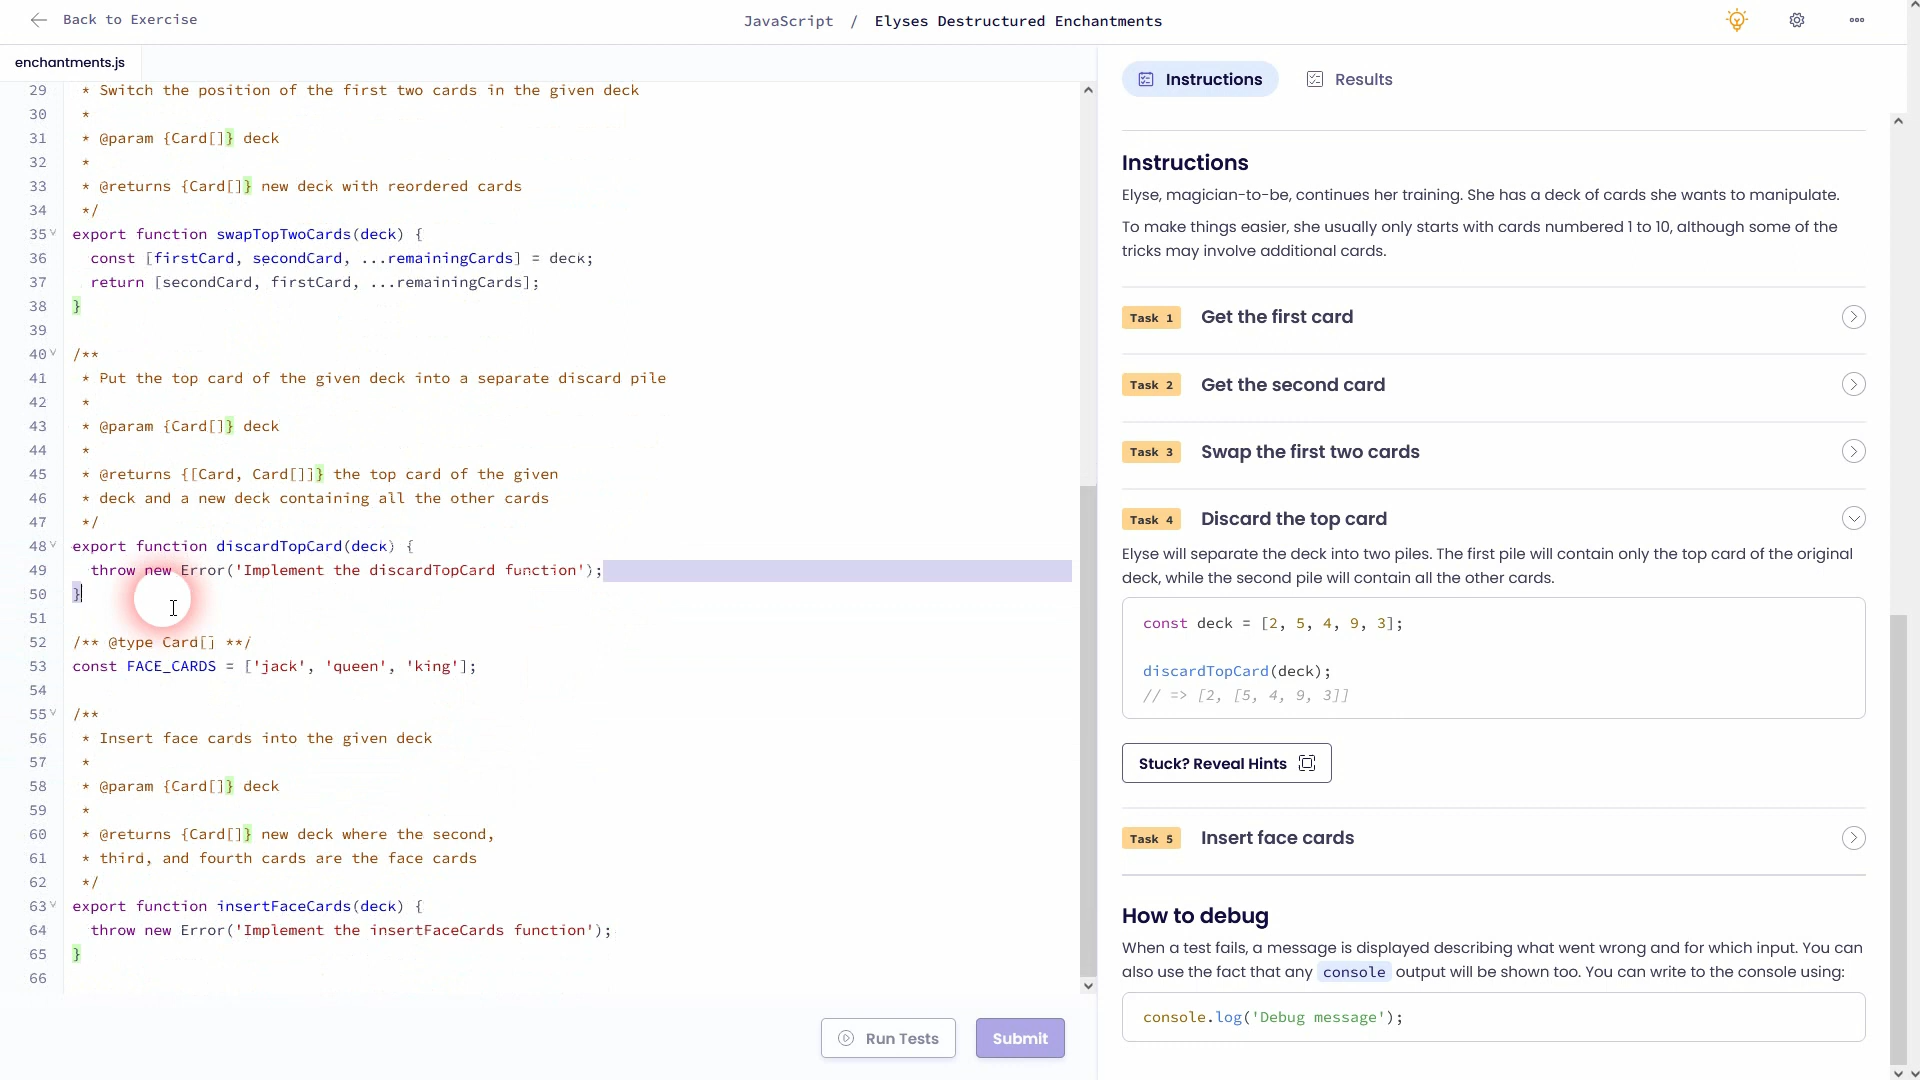 Back to Exercise
JavaScript / Elyses Destructured Enchantments
enchantments.js
29 * Switch the position of the first two cards in the given deck
30 *
31 * @param {Card[]} deck
32 *
33 * @returns {Card[]} new deck with reordered cards
34 */
35 export function swapTopTwoCards(deck) {
36 const [firstCard, secondCard, ...remainingCards] = deck;
37 return [secondCard, firstCard, ...remainingCards];
38 }
39
40 /**
41 * Put the top card of the given deck into a separate discard pile
42 *
43 * @param {Card[]} deck
44 *
45 * @returns {[Card, Card[]]} the top card of the given
46 * deck and a new deck containing all the other cards
47 */
48 export function discardTopCard(deck) {
49 throw new Error('Implement the discardTopCard function');
50 }
51
52 /** @type Card[] **/
53 const FACE_CARDS = ['jack', 'queen', 'king'];
54
55 /**
56 * Insert face cards into the given deck
57 *
58 * @param {Card[]} deck
59 *
60 * @returns {Card[]} new deck where the second,
61 * third, and fourth cards are the face cards
62 */
63 export function insertFaceCards(deck) {
64 throw new Error('Implement the insertFaceCards function');
65 }
66
Run Tests
Submit
Instructions
Results
Instructions
Elyse, magician-to-be, continues her training. She has a deck of cards she wants to manipulate.
To make things easier, she usually only starts with cards numbered 1 to 10, although some of the
tricks may involve additional cards.
Task 1 Get the first card
Task 2 Get the second card
Task 3 Swap the first two cards
Task 4 Discard the top card
Elyse will separate the deck into two piles. The first pile will contain only the top card of the original
deck, while the second pile will contain all the other cards.
const deck = [2, 5, 4, 9, 3];
discardTopCard(deck);
// => [2, [5, 4, 9, 3]]
Stuck? Reveal Hints
Task 5 Insert face cards
How to debug
When a test fails, a message is displayed describing what went wrong and for which input. You can
also use the fact that any console output will be shown too. You can write to the console using:
console.log('Debug message');